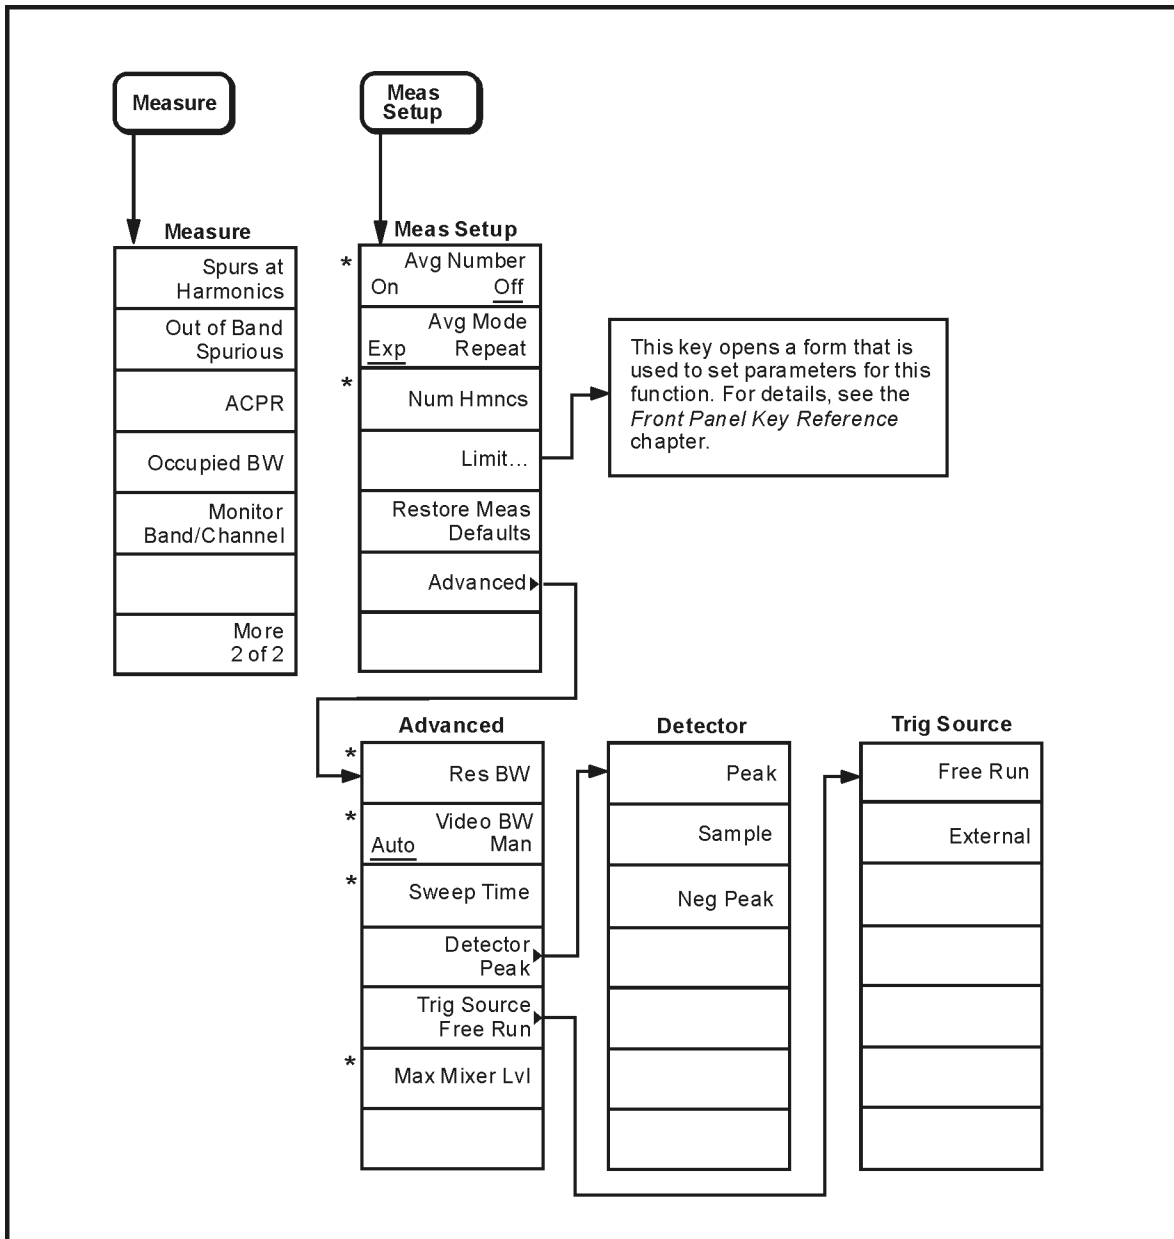 Measure
Meas
Setup
Measure
Spurs at
Harmonics
Out of Band
Spurious
ACPR
Occupied BW
Monitor
Band/Channel
More
2 of 2
Meas Setup
* Avg Number
On Off
Avg Mode
Exp Repeat
* Num Hmncs
Limit...
Restore Meas
Defaults
Advanced
This key opens a form that is
used to set parameters for this
function. For details, see the
Front Panel Key Reference
chapter.
Advanced
* Res BW
* Video BW
Auto Man
* Sweep Time
Detector
Peak
Trig Source
Free Run
* Max Mixer Lvl
Detector
Peak
Sample
Neg Peak
Trig Source
Free Run
External